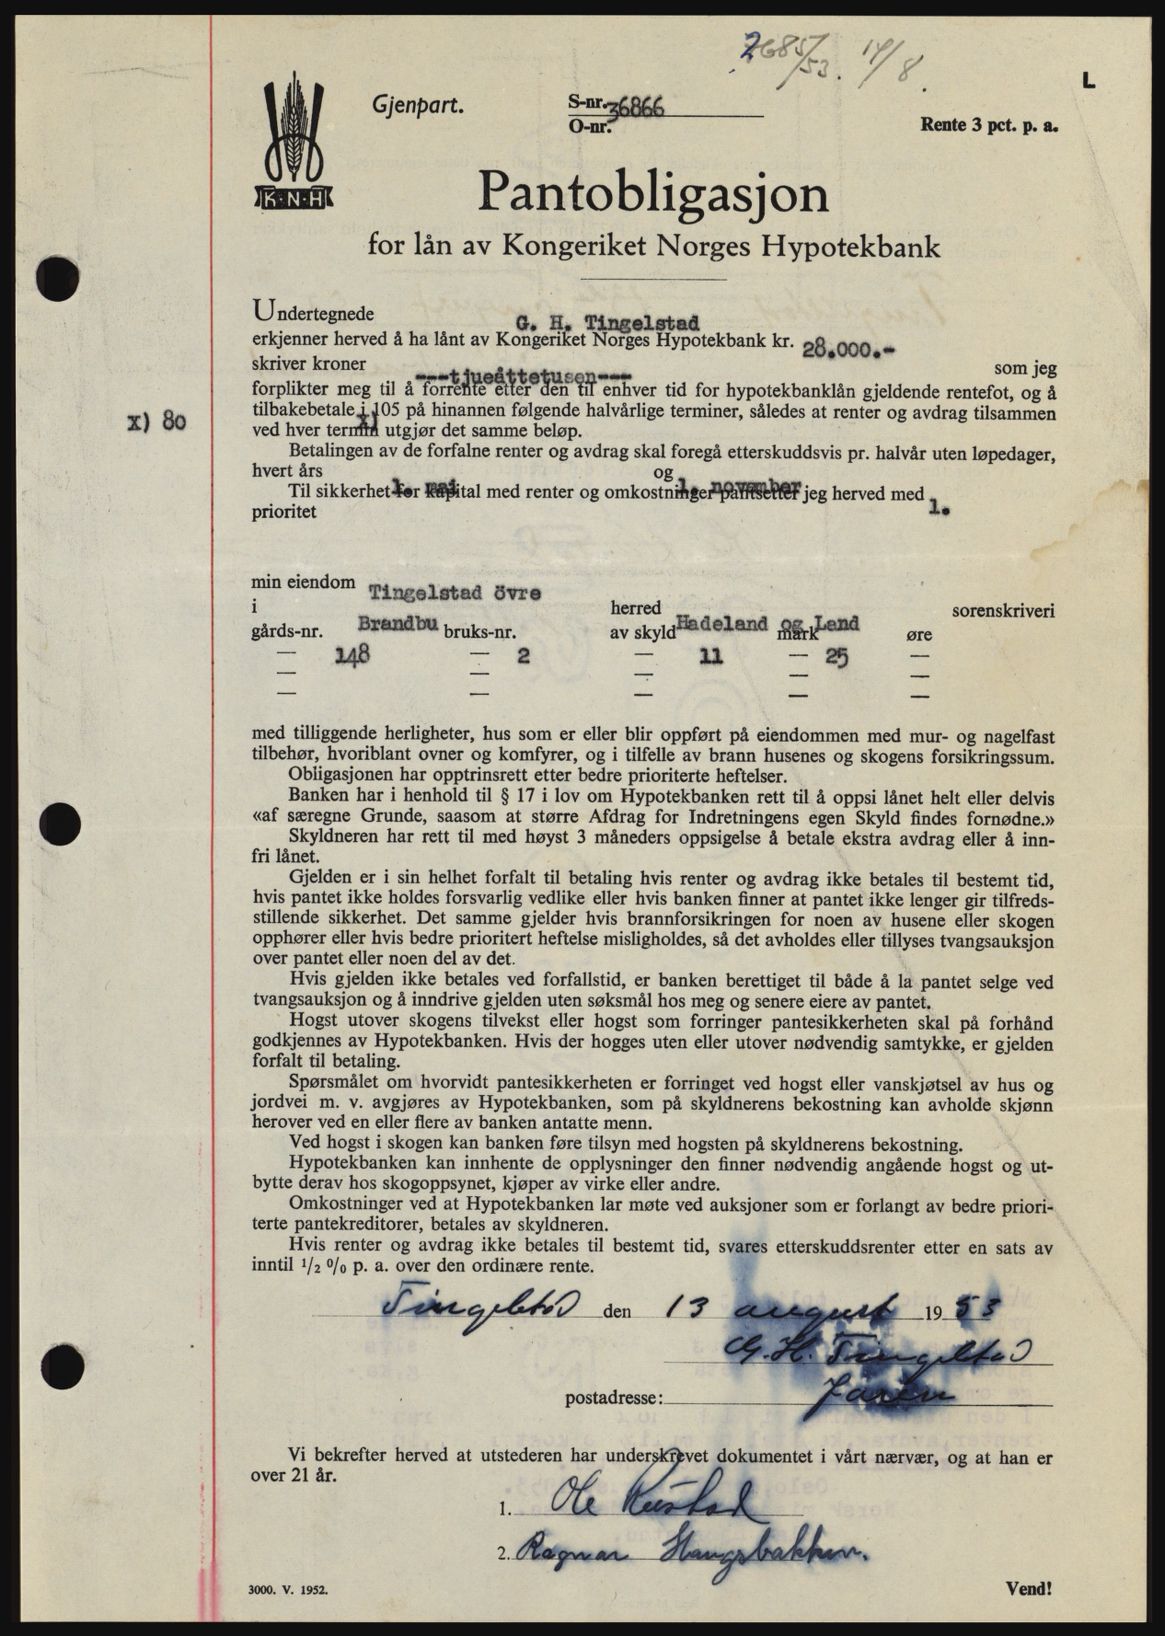 2685/53. 14/8.
L
Gjenpart.
S-nr. 36866
O-nr.
Rente 3 pct. p. a.
K·N·H
Pantobligasjon
for lån av Kongeriket Norges Hypotekbank
Undertegnede
G. H. Tingelstad
erkjenner herved å ha lånt av Kongeriket Norges Hypotekbank kr. 28.000.-
skriver kroner ---tjueåttetusen--- som jeg
forplikter meg til å forrente etter den til enhver tid for hypotekbanklån gjeldende rentefot, og å
tilbakebetale i 105 på hinannen følgende halvårlige terminer, således at renter og avdrag tilsammen
x) 80
x)
ved hver termin utgjør det samme beløp.
Betalingen av de forfalne renter og avdrag skal foregå etterskuddsvis pr. halvår uten løpedager,
hvert års 1. mai og 1. november
Til sikkerhet for kapital med renter og omkostninger pantsetter jeg herved med 1.
prioritet
min eiendom Tingelstad övre
i Brandbu herred Hadeland og Land sorenskriveri
gårds-nr. bruks-nr. av skyld mark øre
— 148 — 2 — 11 — 25 —
— — — — —
— — — — —
med tilliggende herligheter, hus som er eller blir oppført på eiendommen med mur- og nagelfast
tilbehør, hvoriblant ovner og komfyrer, og i tilfelle av brann husenes og skogens forsikringssum.
Obligasjonen har opptrinsrett etter bedre prioriterte heftelser.
Banken har i henhold til § 17 i lov om Hypotekbanken rett til å oppsi lånet helt eller delvis
«af særegne Grunde, saasom at større Afdrag for Indretningens egen Skyld findes fornødne.»
Skyldneren har rett til med høyst 3 måneders oppsigelse å betale ekstra avdrag eller å inn-
fri lånet.
Gjelden er i sin helhet forfalt til betaling hvis renter og avdrag ikke betales til bestemt tid,
hvis pantet ikke holdes forsvarlig vedlike eller hvis banken finner at pantet ikke lenger gir tilfreds-
stillende sikkerhet. Det samme gjelder hvis brannforsikringen for noen av husene eller skogen
opphører eller hvis bedre prioritert heftelse misligholdes, så det avholdes eller tillyses tvangsauksjon
over pantet eller noen del av det.
Hvis gjelden ikke betales ved forfallstid, er banken berettiget til både å la pantet selge ved
tvangsauksjon og å inndrive gjelden uten søksmål hos meg og senere eiere av pantet.
Hogst utover skogens tilvekst eller hogst som forringer pantesikkerheten skal på forhånd
godkjennes av Hypotekbanken. Hvis der hogges uten eller utover nødvendig samtykke, er gjelden
forfalt til betaling.
Spørsmålet om hvorvidt pantesikkerheten er forringet ved hogst eller vanskjøtsel av hus og
jordvei m. v. avgjøres av Hypotekbanken, som på skyldnerens bekostning kan avholde skjønn
herover ved en eller flere av banken antatte menn.
Ved hogst i skogen kan banken føre tilsyn med hogsten på skyldnerens bekostning.
Hypotekbanken kan innhente de opplysninger den finner nødvendig angående hogst og ut-
bytte derav hos skogoppsynet, kjøper av virke eller andre.
Omkostninger ved at Hypotekbanken lar møte ved auksjoner som er forlangt av bedre priori-
terte pantekreditorer, betales av skyldneren.
Hvis renter og avdrag ikke betales til bestemt tid, svares etterskuddsrenter etter en sats av
inntil 1/2 % p. a. over den ordinære rente.
Tingelstad den 13 august 1953
G. H. Tingelstad
postadresse: Jaren
Vi bekrefter herved at utstederen har underskrevet dokumentet i vårt nærvær, og at han er
over 21 år.
1. Ole Rustad
2. Ragnar Haugsbakken.
3000. V. 1952.
Vend!